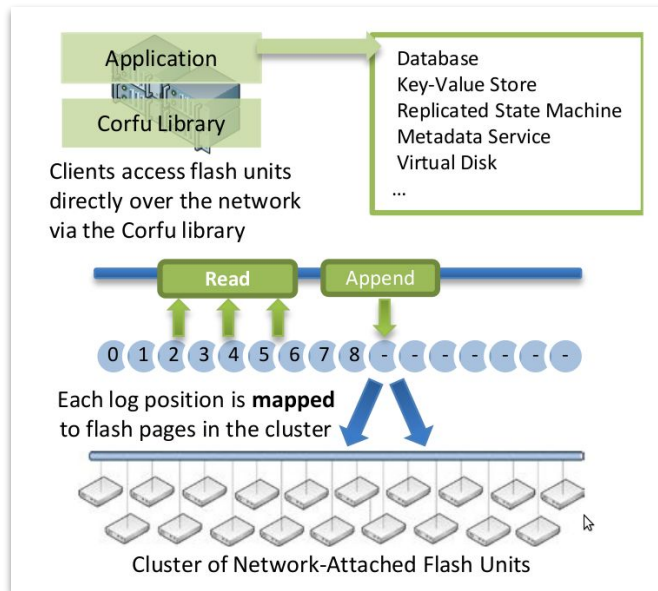 Application
Corfu Library
Database
Key-Value Store
Replicated State Machine
Metadata Service
Virtual Disk
...
Clients access flash units
directly over the network
via the Corfu library
Read
Append
0 1 2 3 4 5 6 7 8 - - - - - - -
Each log position is mapped
to flash pages in the cluster
Cluster of Network-Attached Flash Units